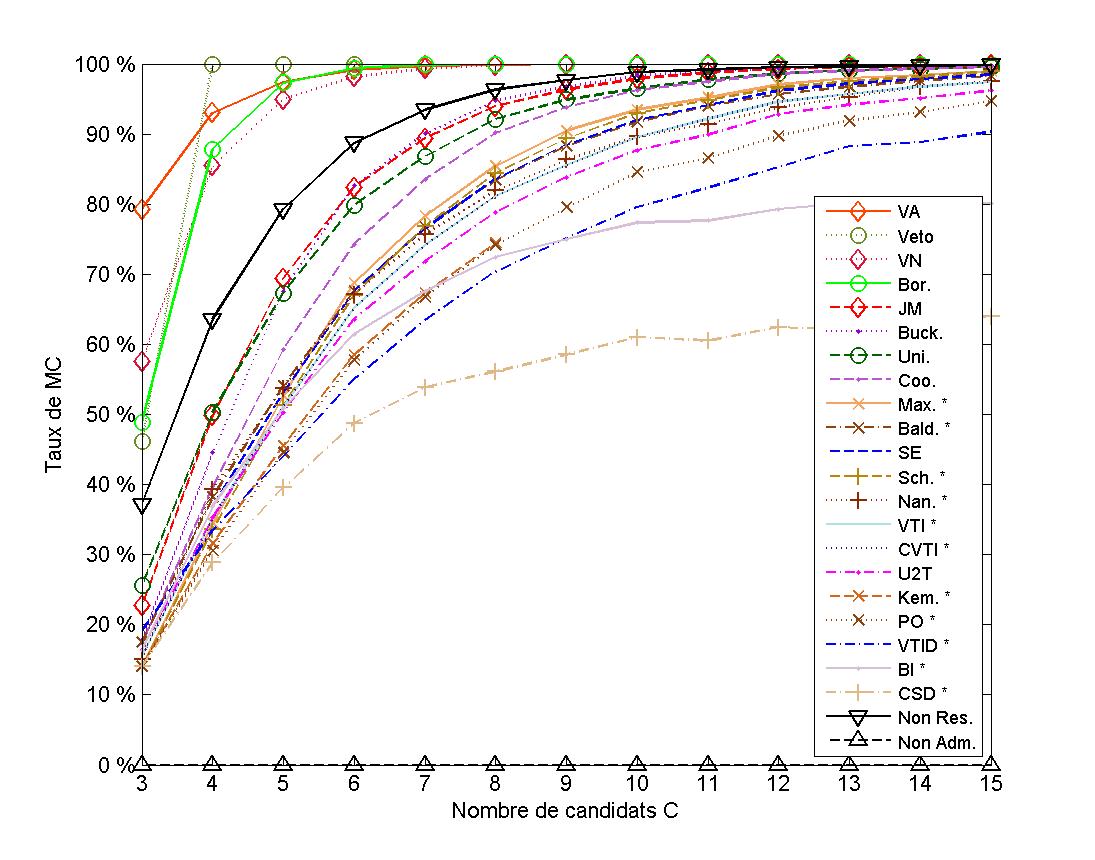 100 %
90 %
80 %
70 %
60 %
50 %
40 %
30 %
20 %
10 %
0 %
Taux de MC
3 4 5 6 7 8 9 10 11 12 13 14 15
Nombre de candidats C
VA
Veto
VN
Bor.
JM
Buck.
Uni.
Coo.
Max. *
Bald. *
SE
Sch. *
Nan. *
VTI *
CVTI *
U2T
Kem. *
PO *
VTID *
BI *
CSD *
Non Res.
Non Adm.